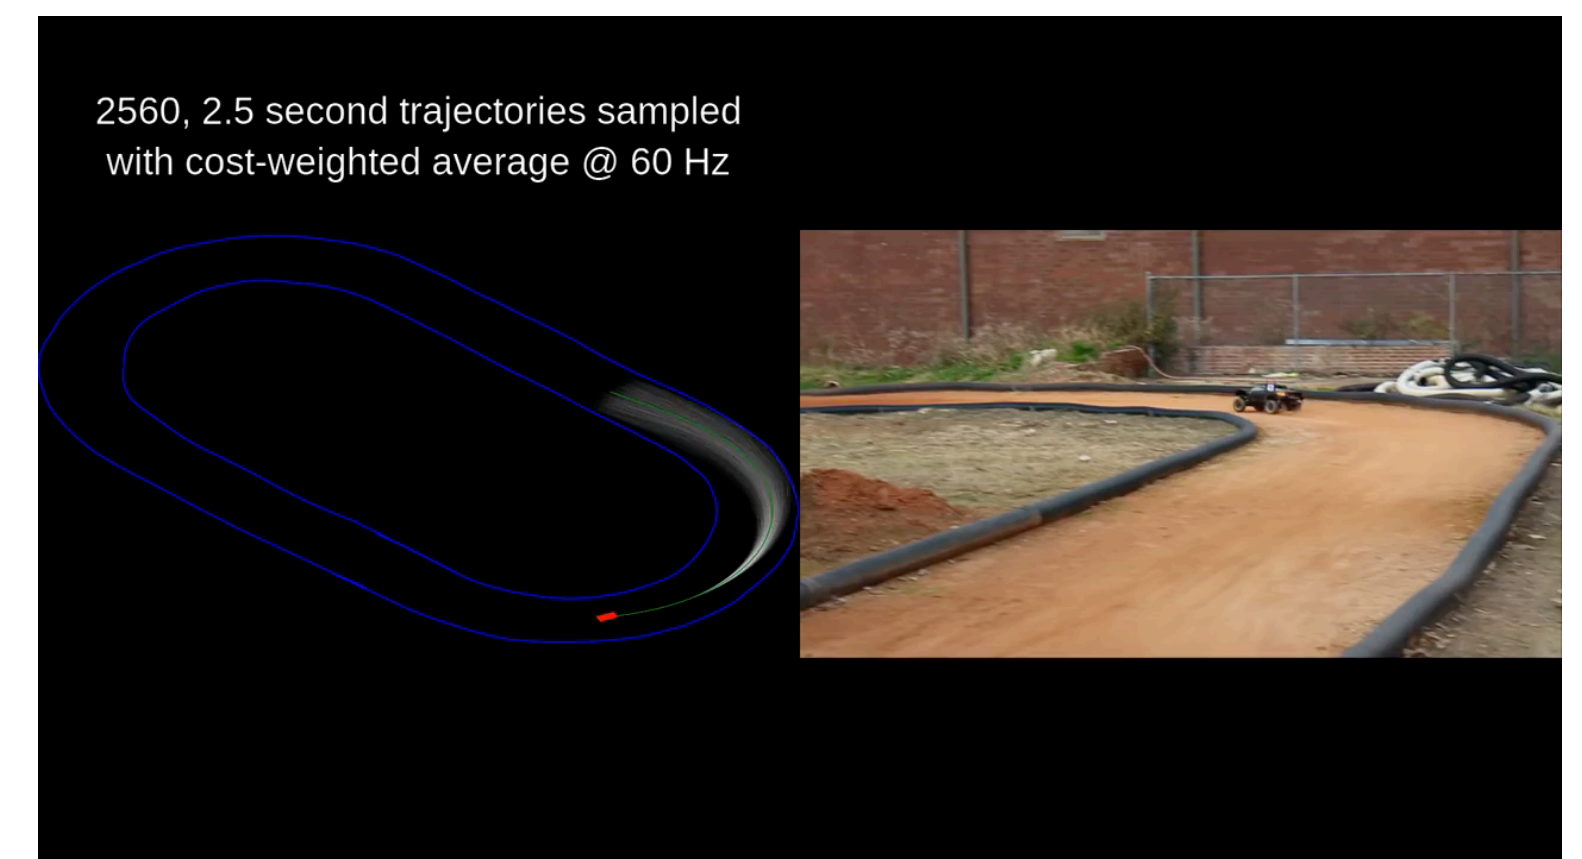 2560, 2.5 second trajectories sampled
with cost-weighted average @ 60 Hz